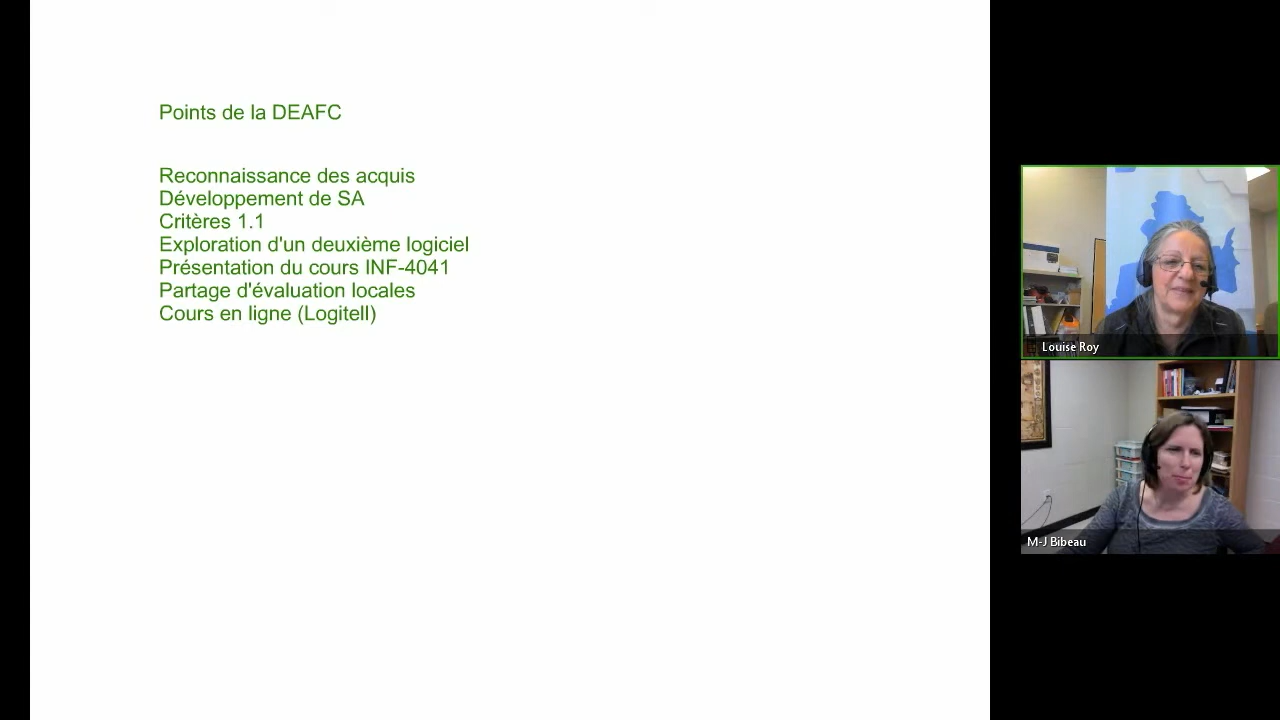 Points de la DEAFC
Reconnaissance des acquis
Développement de SA
Critères 1.1
Exploration d'un deuxième logiciel
Présentation du cours INF-4041
Partage d'évaluation locales
Cours en ligne (Logitell)
Louise Roy
M-J Bibeau